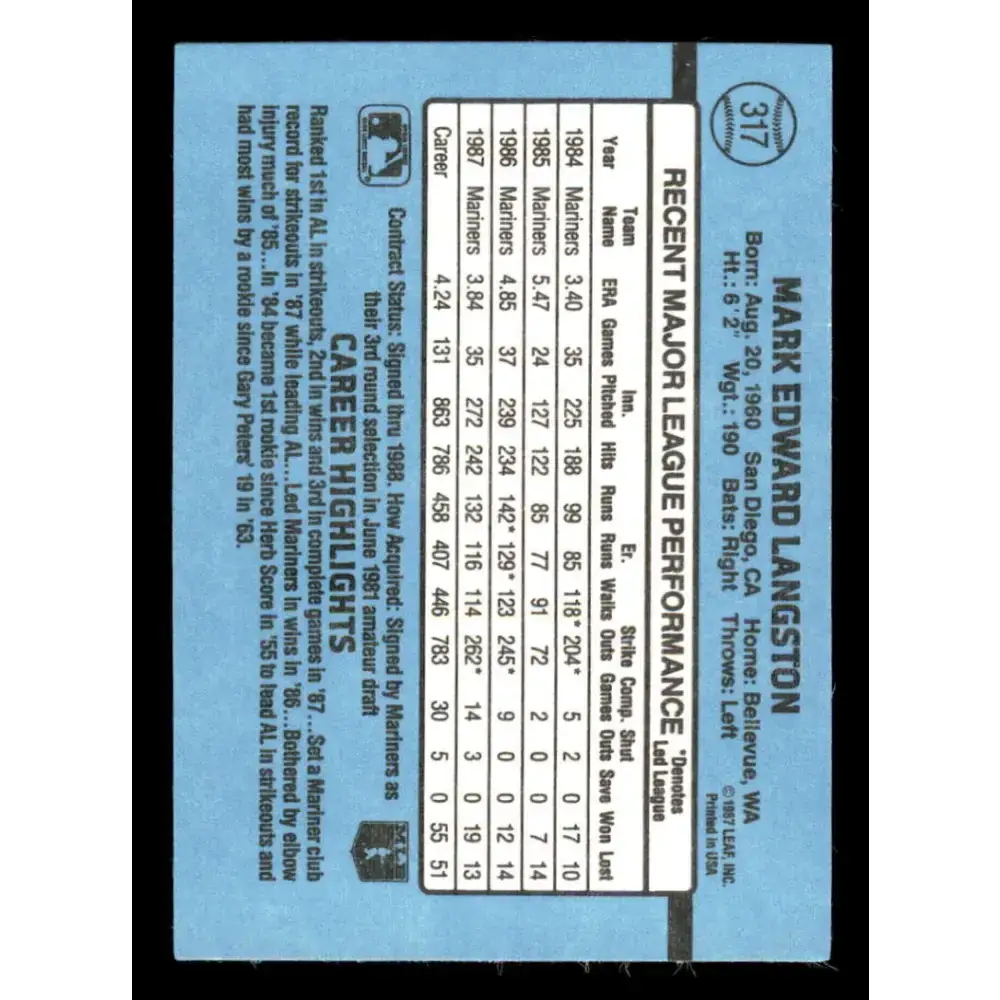 317
MARK EDWARD LANGSTON
Born: Aug. 20, 1960 San Diego, CA Home: Bellevue, WA
Ht.: 6'2" Wgt.: 190 Bats: Right Throws: Left
©1987 LEAF, INC.
Printed in USA
RECENT MAJOR LEAGUE PERFORMANCE *Denotes Led League
Team Inn. Er. Strike Comp. Shut
Year Name ERA Games Pitched Hits Runs Runs Walks Outs Games Outs Save Won Lost
1984 Mariners 3.40 35 225 188 99 85 118* 204* 5 2 0 17 10
1985 Mariners 5.47 24 127 122 85 77 91 72 2 0 0 7 14
1986 Mariners 4.85 37 239 234 142* 129* 123 245* 9 0 0 12 14
1987 Mariners 3.84 35 272 242 132 116 114 262* 14 3 0 19 13
Career 4.24 131 863 786 458 407 446 783 30 5 0 55 51
Contract Status: Signed thru 1988. How Acquired: Signed by Mariners as
their 3rd round selection in June 1981 amateur draft
CAREER HIGHLIGHTS
Ranked 1st in AL in strikeouts, 2nd in wins and 3rd in complete games in '87...Set a Mariner club
record for strikeouts in '87 while leading AL...Led Mariners in wins in '86...Bothered by elbow
injury much of '85...In '84 became 1st rookie since Herb Score in '55 to lead AL in strikeouts and
had most wins by a rookie since Gary Peters' 19 in '63.